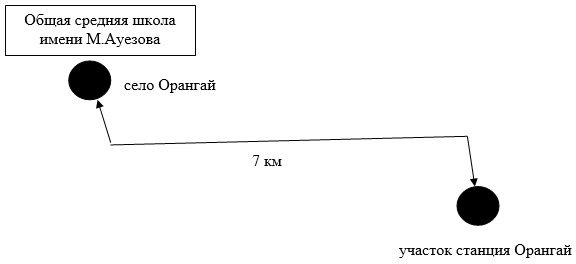 Общая средняя школа
имени М.Ауезова
село Орангай
7 км
участок станция Орангай